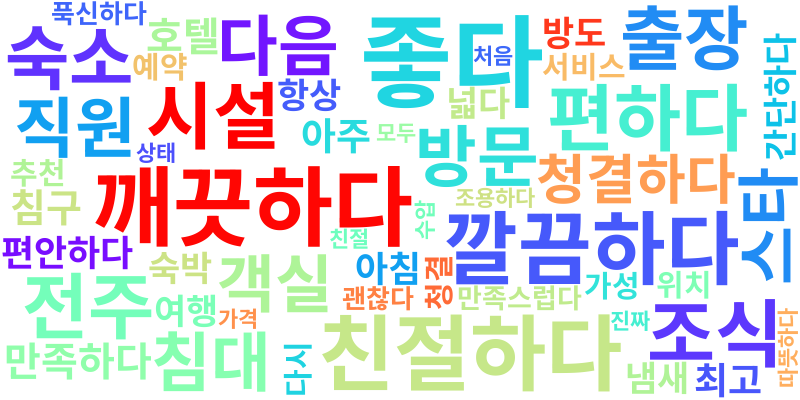 푹신하다
호텔
다음
좋다
처음
방도
출장
숙소
예약
서비스
간단하다
직원
시설
항상
넓다
편하다
아주
모두
방문
상태
추천
깨끗하다
청결하다
스타
침구
수압
조용하다
깔끔하다
편안하다
친절
숙박
객실
아침
청결
전주
여행
가격
괜찮다
만족스럽다
가성
위치
친절하다
진짜
조식
따뜻하다
만족하다
침대
다시
냄새
최고